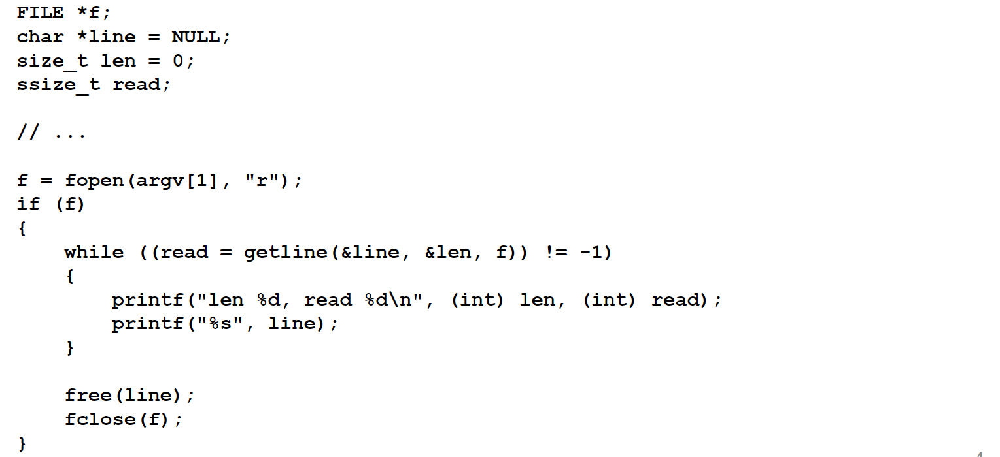 FILE *f;
char *line = NULL;
size_t len = 0;
ssize_t read;
// ...
f = fopen(argv[1], "r");
if (f)
{
    while ((read = getline(&line, &len, f)) != -1)
    {
        printf("len %d, read %d\n", (int) len, (int) read);
        printf("%s", line);
    }
    free(line);
    fclose(f);
}